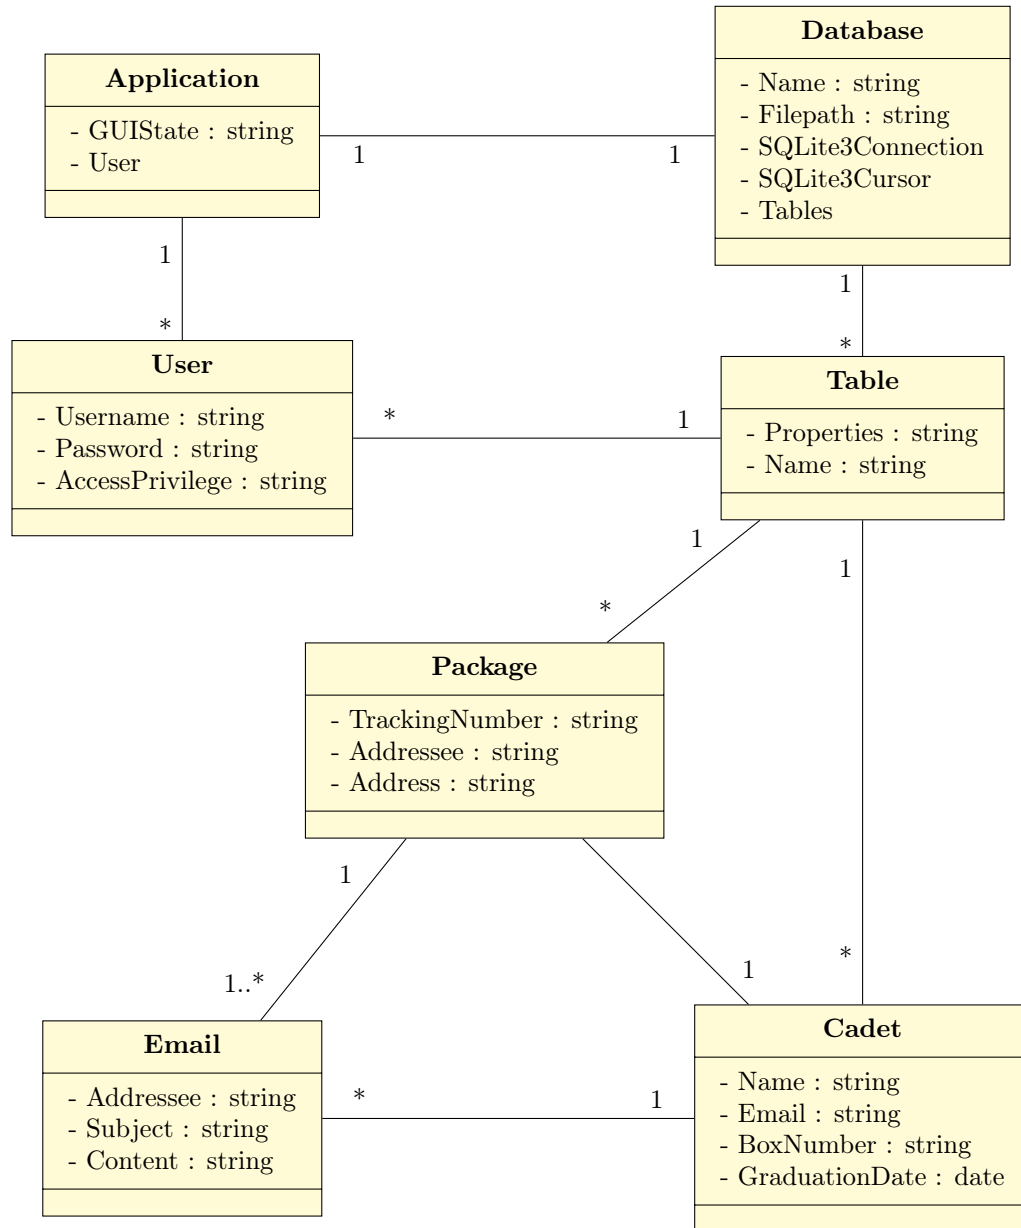 Database
- Name : string
- Filepath : string
- SQLite3Connection
- SQLite3Cursor
- Tables
Application
- GUIState : string
- User
1
1
1
*
1
*
User
- Username : string
- Password : string
- AccessPrivilege : string
*
1
Table
- Properties : string
- Name : string
1
*
1
*
Package
- TrackingNumber : string
- Addressee : string
- Address : string
1
1..*
1
Email
- Addressee : string
- Subject : string
- Content : string
*
1
Cadet
- Name : string
- Email : string
- BoxNumber : string
- GraduationDate : date